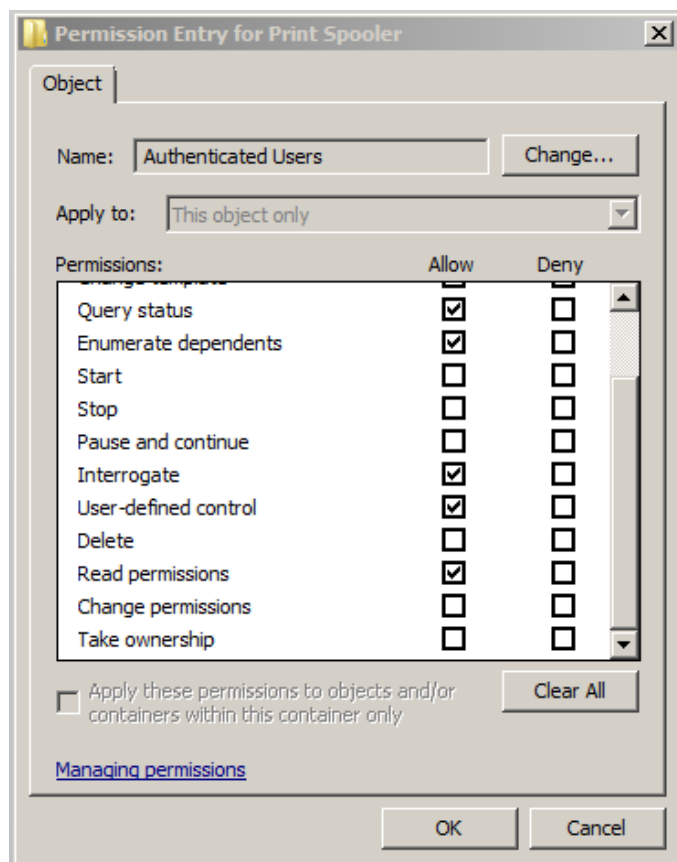 Permission Entry for Print Spooler
Object
Name: Authenticated Users Change...
Apply to: This object only
Permissions: Allow Deny
Change template
Query status
Enumerate dependents
Start
Stop
Pause and continue
Interrogate
User-defined control
Delete
Read permissions
Change permissions
Take ownership
Apply these permissions to objects and/or
containers within this container only
Clear All
Managing permissions
OK Cancel